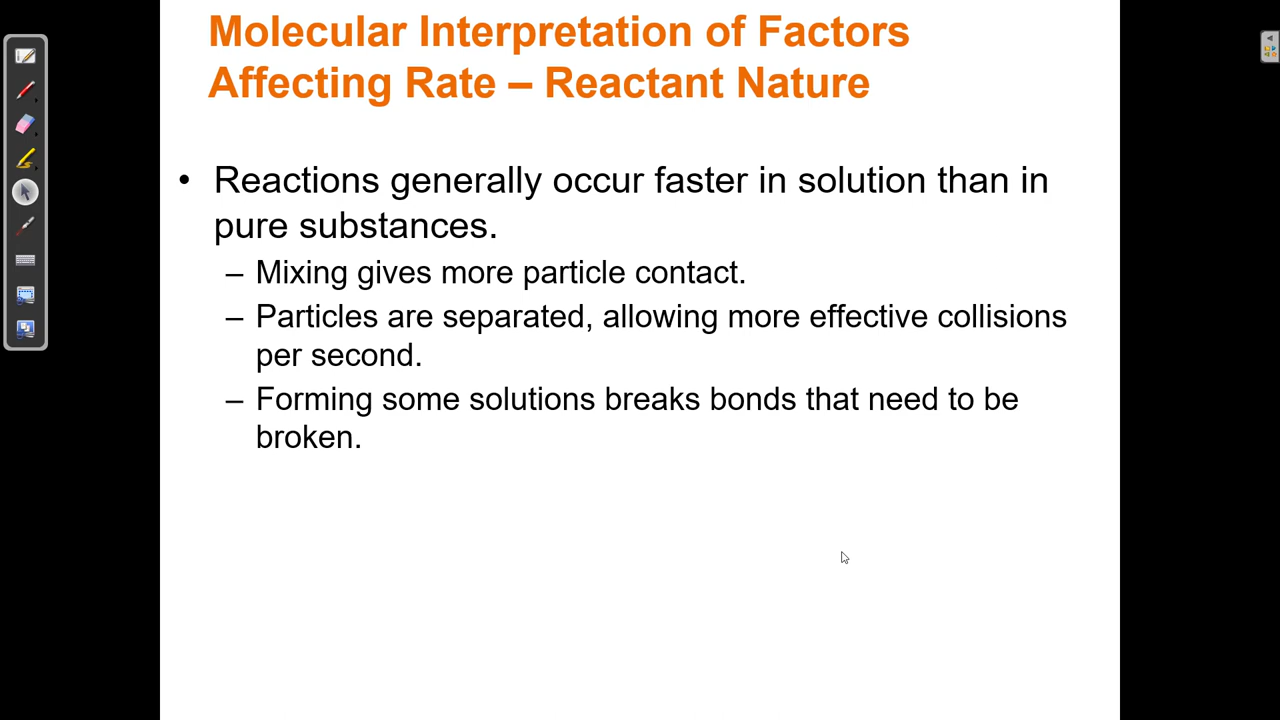 Molecular Interpretation of Factors
Affecting Rate – Reactant Nature
• Reactions generally occur faster in solution than in
pure substances.
– Mixing gives more particle contact.
– Particles are separated, allowing more effective collisions
per second.
– Forming some solutions breaks bonds that need to be
broken.